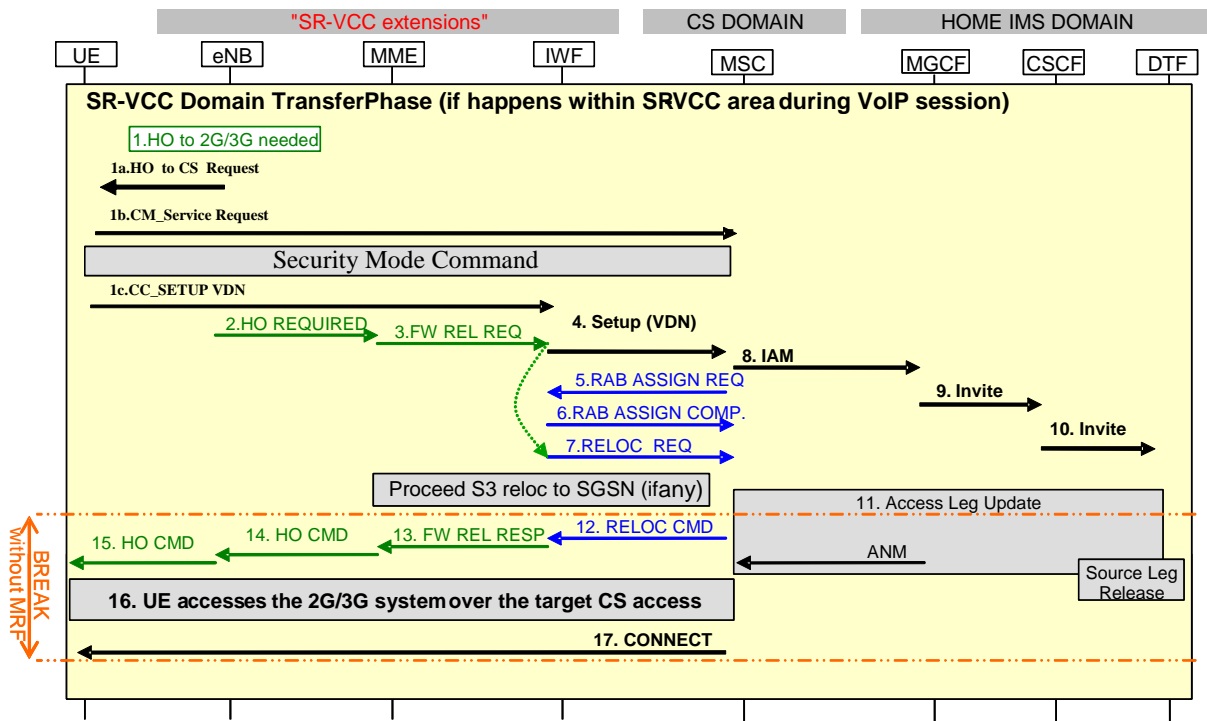 "SR-VCC extensions"
CS DOMAIN
HOME IMS DOMAIN
UE
eNB
MME
IWF
MSC
MGCF
CSCF
DTF
SR-VCC Domain TransferPhase (if happens within SRVCC area during VoIP session)
1.HO to 2G/3G needed
1a.HO to CS Request
1b.CM_Service Request
Security Mode Command
1c.CC_SETUP VDN
2.HO REQUIRED
3.FW REL REQ
4. Setup (VDN)
8. IAM
5.RAB ASSIGN REQ
9. Invite
6.RAB ASSIGN COMP.
10. Invite
7.RELOC REQ
Proceed S3 reloc to SGSN (ifany)
11. Access Leg Update
12. RELOC CMD
13. FW REL RESP
14. HO CMD
15. HO CMD
ANM
BREAK
without MRF
Source Leg
Release
16. UE accesses the 2G/3G system over the target CS access
17. CONNECT